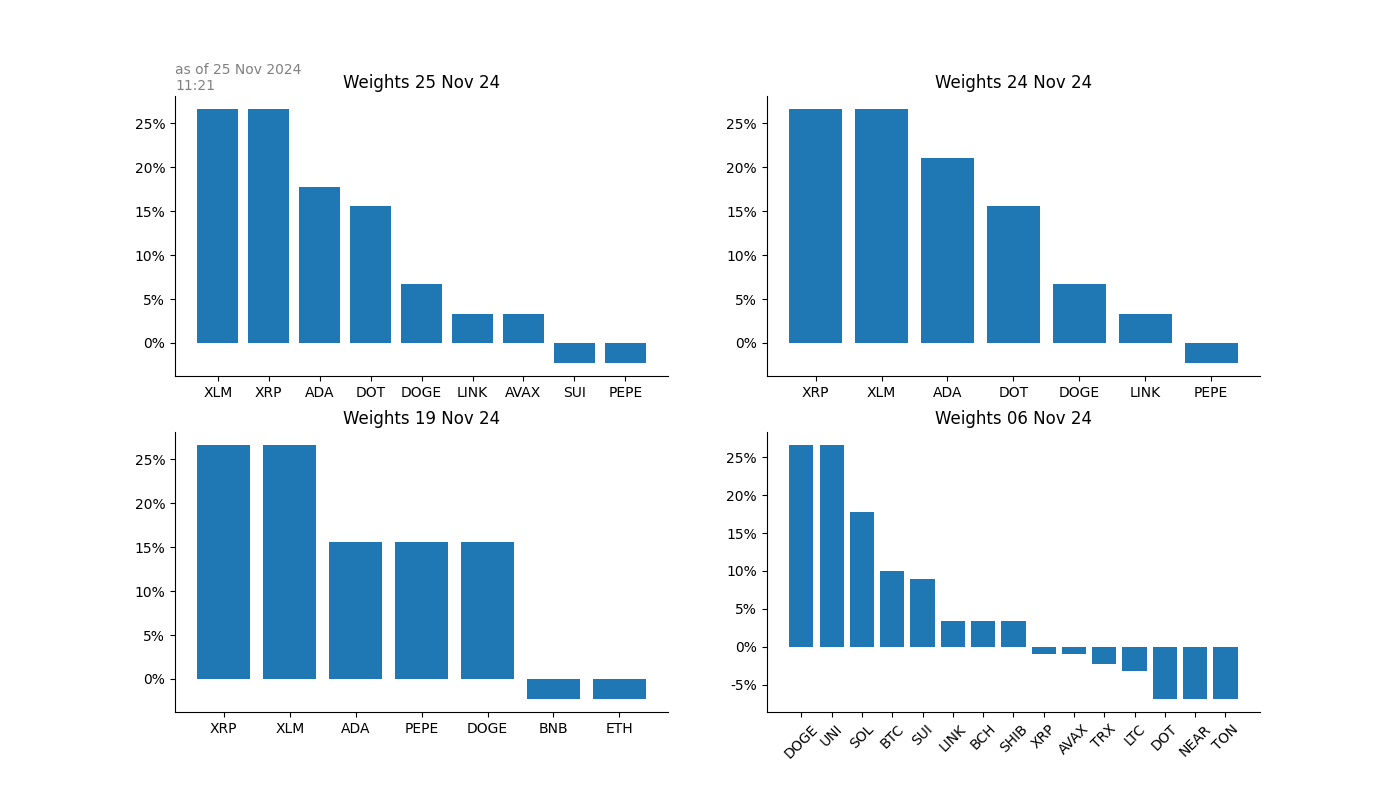 as of 25 Nov 2024
11:21
Weights 25 Nov 24
25%
20%
15%
10%
5%
0%
XLM XRP ADA DOT DOGE LINK AVAX SUI PEPE
Weights 24 Nov 24
25%
20%
15%
10%
5%
0%
XRP XLM ADA DOT DOGE LINK PEPE
Weights 19 Nov 24
25%
20%
15%
10%
5%
0%
XRP XLM ADA PEPE DOGE BNB ETH
Weights 06 Nov 24
25%
20%
15%
10%
5%
0%
-5%
DOGE UNI SOL BTC SUI LINK BCH SHIB XRP AVAX TRX LTC DOT NEAR TON